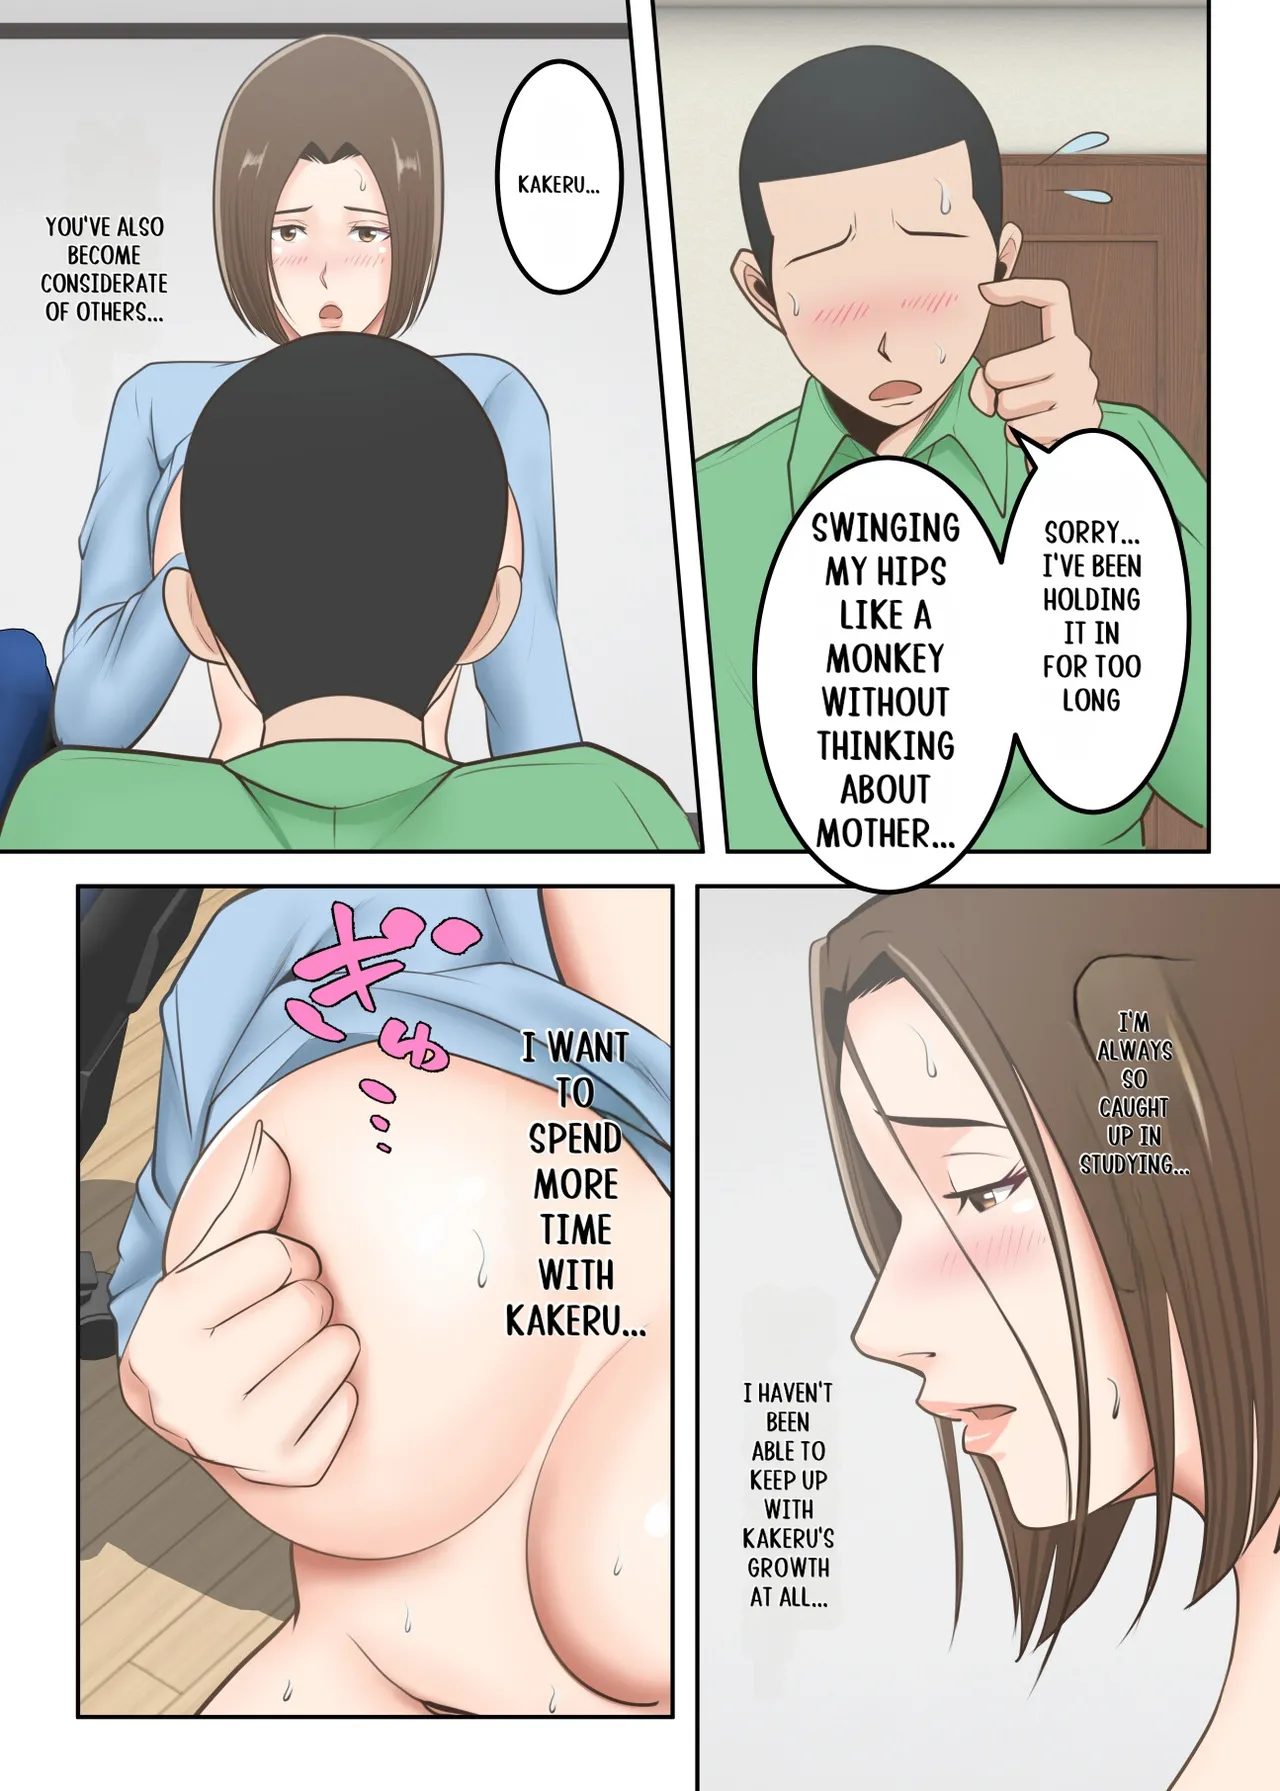 SORRY...
I'VE BEEN
HOLDING
IT IN
FOR TOO
LONG
SWINGING
MY HIPS
LIKE A
MONKEY
WITHOUT
THINKING
ABOUT
MOTHER...
KAKERU...
YOU'VE ALSO
BECOME
CONSIDERATE
OF OTHERS...
I'M
ALWAYS
SO
CAUGHT
UP IN
STUDYING...
I HAVEN'T
BEEN
ABLE TO
KEEP UP
WITH
KAKERU'S
GROWTH
AT ALL...
ぎゅ...
I WANT
TO
SPEND
MORE
TIME
WITH
KAKERU...